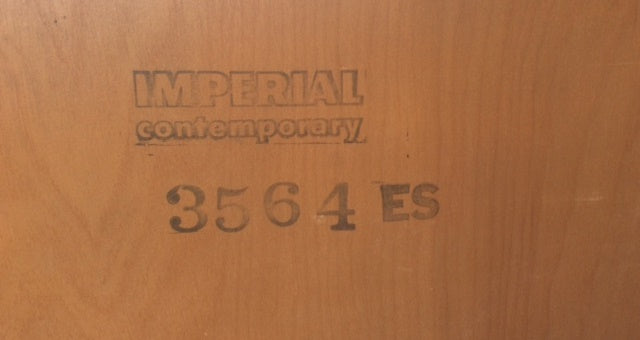 IMPERIAL
contemporary
3564 ES